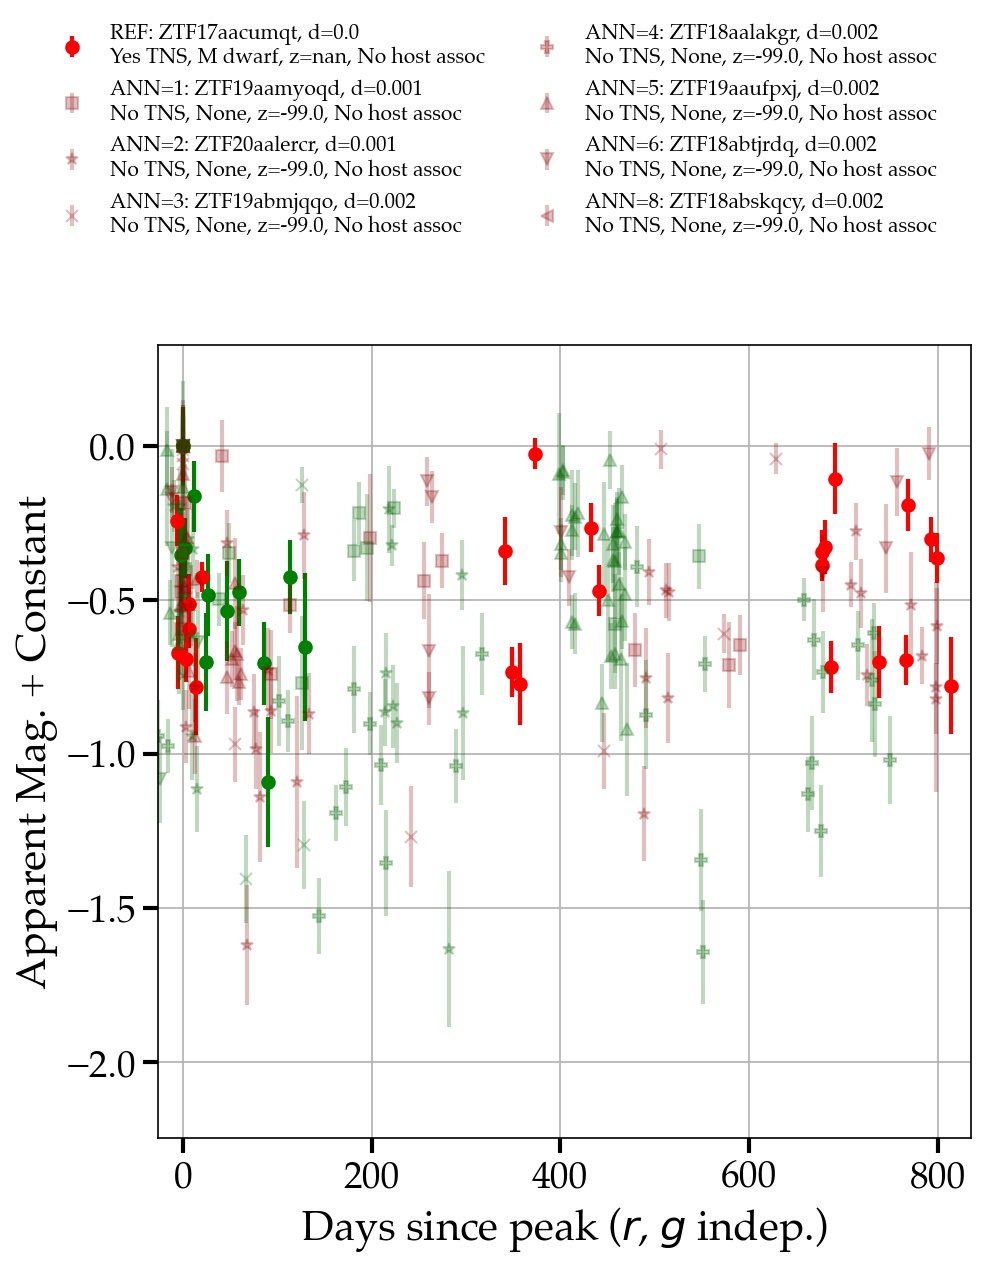 REF: ZTF17aacumqt, d=0.0
Yes TNS, M dwarf, z=nan, No host assoc
ANN=1: ZTF19aamyoqd, d=0.001
No TNS, None, z=-99.0, No host assoc
ANN=2: ZTF20aalercr, d=0.001
No TNS, None, z=-99.0, No host assoc
ANN=3: ZTF19abmjqqo, d=0.002
No TNS, None, z=-99.0, No host assoc
ANN=4: ZTF18aalakgr, d=0.002
No TNS, None, z=-99.0, No host assoc
ANN=5: ZTF19aaufpxj, d=0.002
No TNS, None, z=-99.0, No host assoc
ANN=6: ZTF18abtjrdq, d=0.002
No TNS, None, z=-99.0, No host assoc
ANN=8: ZTF18abskqcy, d=0.002
No TNS, None, z=-99.0, No host assoc
Apparent Mag. + Constant
0.0
−0.5
−1.0
−1.5
−2.0
0 200 400 600 800
Days since peak (r, g indep.)